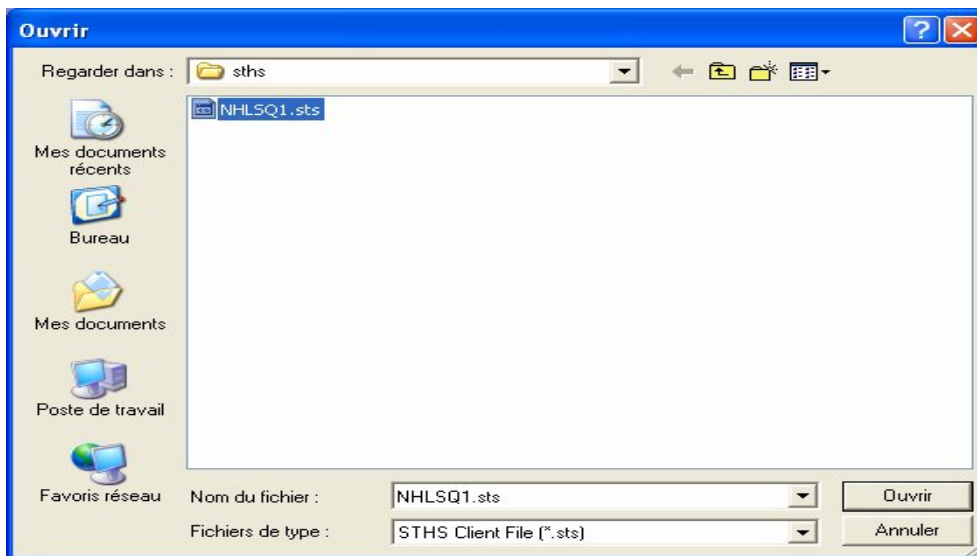 Ouvrir
Regarder dans :
sths
NHLSQ1.sts
Mes documents
récents
Bureau
Mes documents
Poste de travail
Favoris réseau
Nom du fichier :
NHLSQ1.sts
Ouvrir
Fichiers de type :
STHS Client File (*.sts)
Annuler